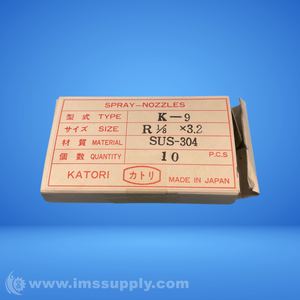 SPRAY-NOZZLES
型式 TYPE K-9
サイズ SIZE R 1/8 ×3.2
材質 MATERIAL SUS-304
個数 QUANTITY 10 P.C.S
KATORI カトリ MADE IN JAPAN
www.imssupply.com